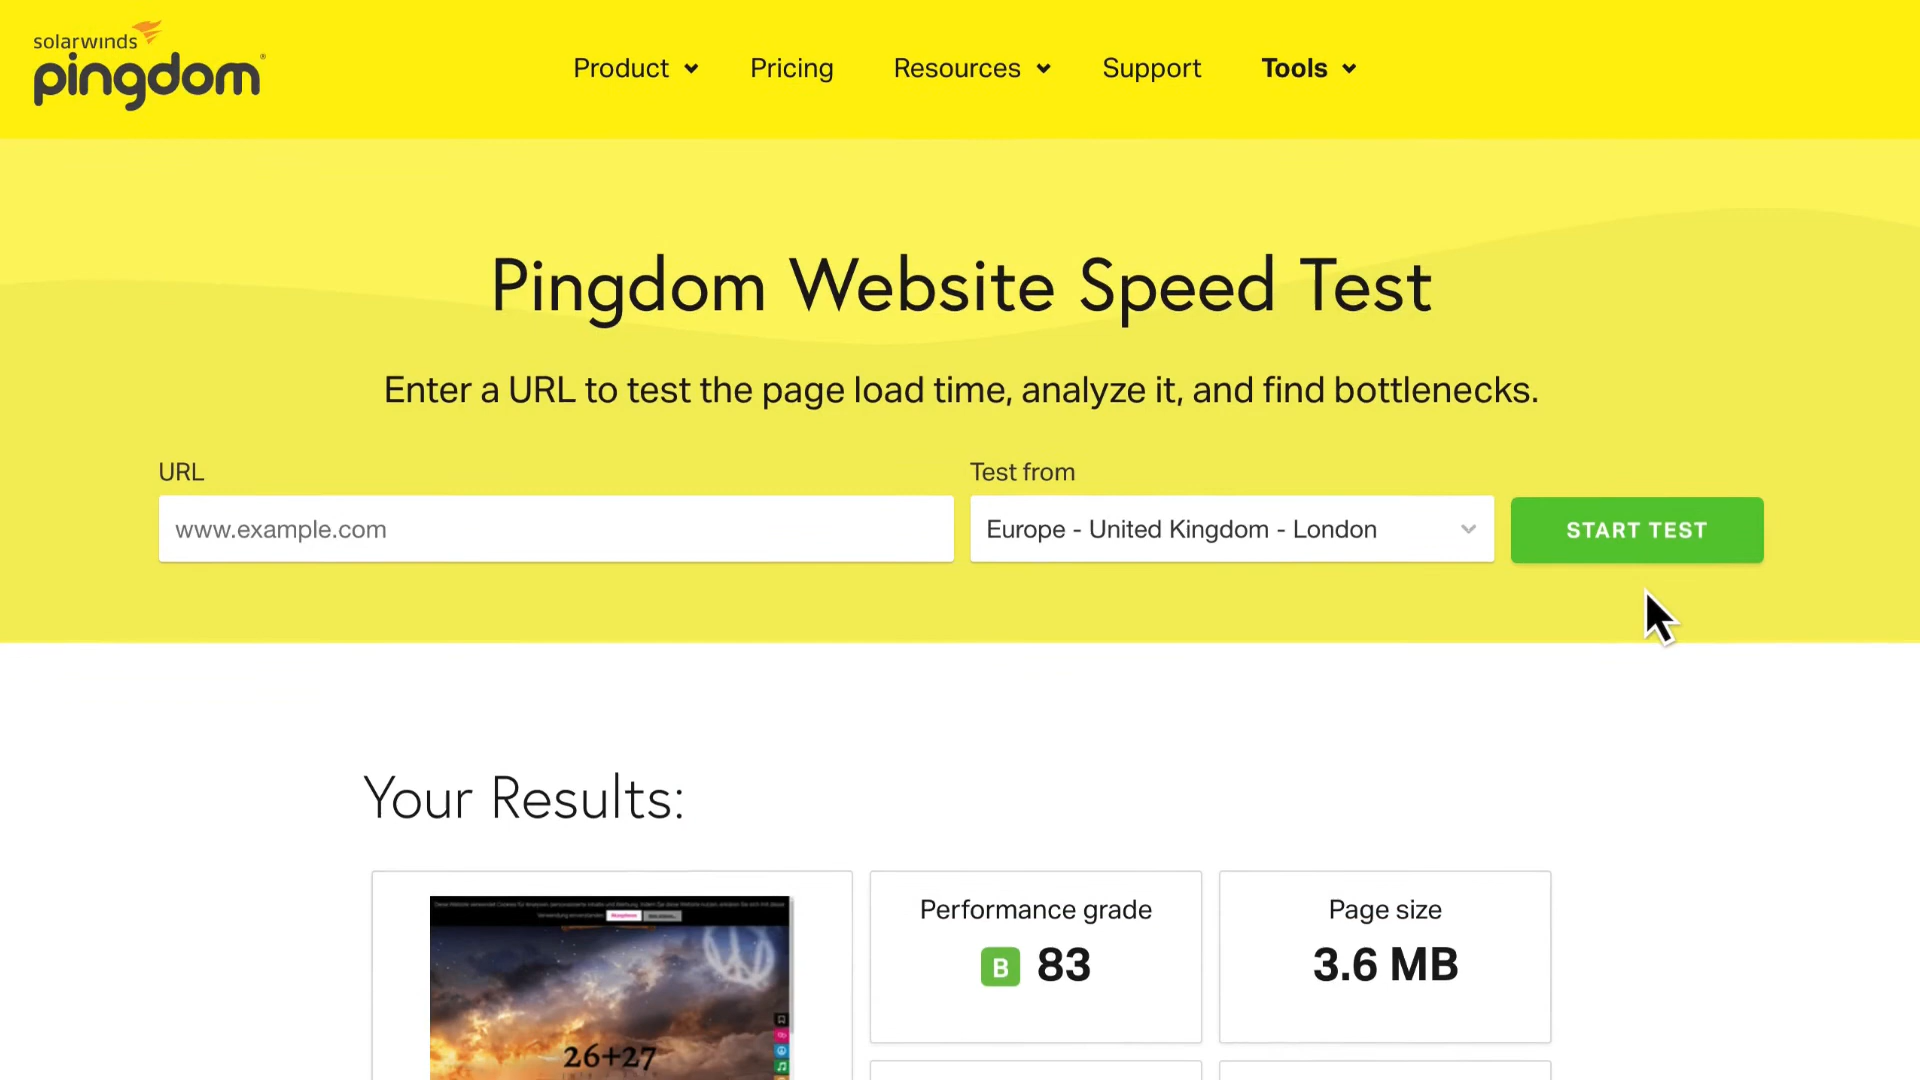 solarwinds
pingdom
Product
Pricing
Resources
Support
Tools
Pingdom Website Speed Test
Enter a URL to test the page load time, analyze it, and find bottlenecks.
URL
Test from
www.example.com
Europe - United Kingdom - London
START TEST
Your Results:
Performance grade
B 83
Page size
3.6 MB
26+27